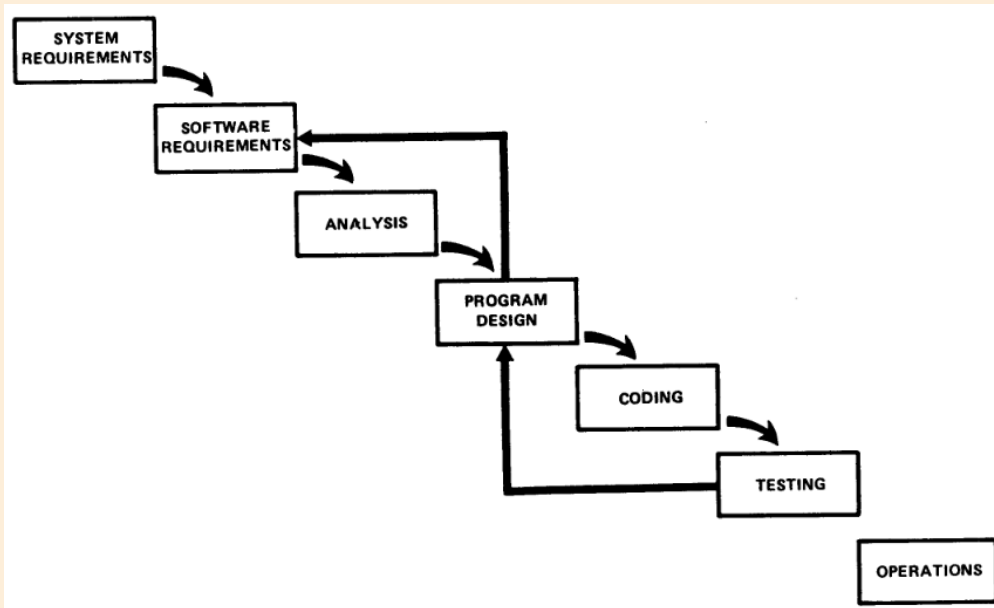 SYSTEM
REQUIREMENTS
SOFTWARE
REQUIREMENTS
ANALYSIS
PROGRAM
DESIGN
CODING
TESTING
OPERATIONS